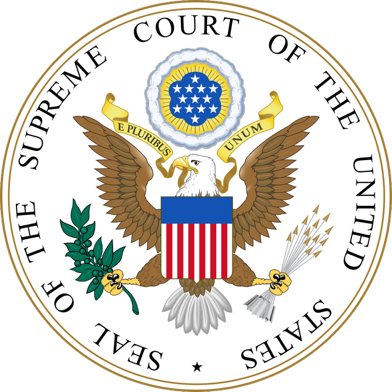 SEAL OF THE SUPREME COURT OF THE UNITED STATES
E PLURIBUS UNUM